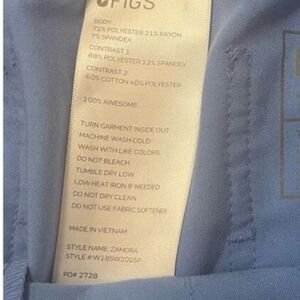 FIGS
BODY:
72% POLYESTER 21% RAYON
7% SPANDEX
CONTRAST 1:
88% POLYESTER 12% SPANDEX
CONTRAST 2:
60% COTTON 40% POLYESTER
100% AWESOME
TURN GARMENT INSIDE OUT
MACHINE WASH COLD
WASH WITH LIKE COLORS
DO NOT BLEACH
TUMBLE DRY LOW
LOW HEAT IRON IF NEEDED
DO NOT DRY CLEAN
DO NOT USE FABRIC SOFTENER
MADE IN VIETNAM
STYLE NAME: ZAMORA
STYLE # W18SW2005P
PO# 2728